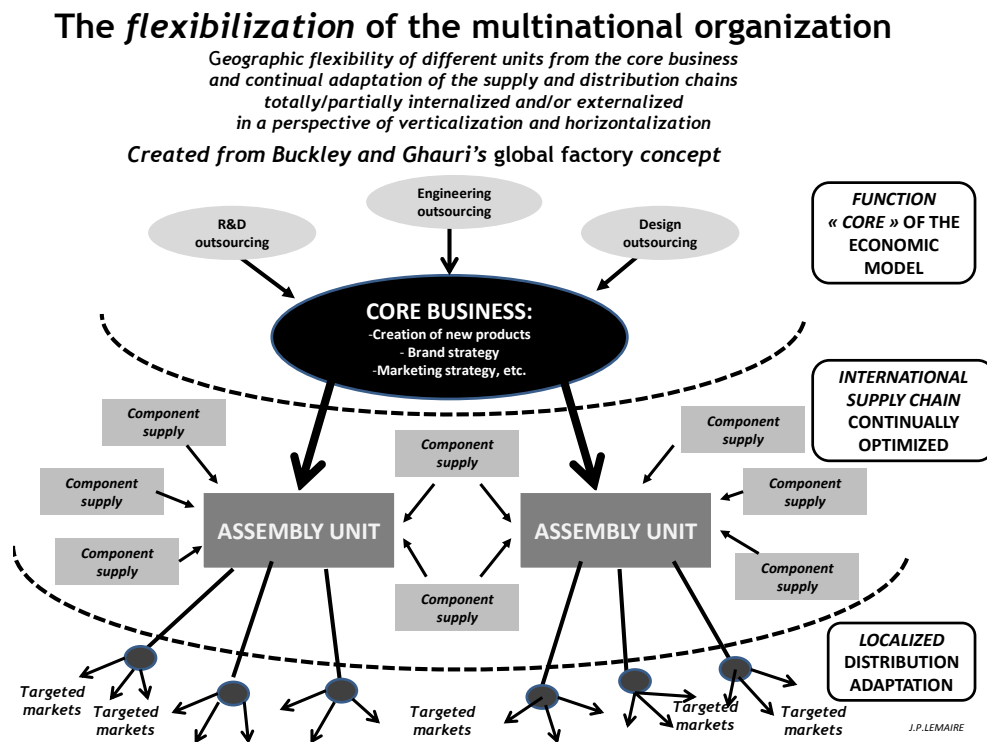 The flexibilization of the multinational organization
Geographic flexibility of different units from the core business
and continual adaptation of the supply and distribution chains
totally/partially internalized and/or externalized
in a perspective of verticalization and horizontalization
Created from Buckley and Ghauri's global factory concept
Engineering
outsourcing
R&D
outsourcing
Design
outsourcing
FUNCTION
« CORE » OF THE
ECONOMIC
MODEL
CORE BUSINESS:
-Creation of new products
- Brand strategy
-Marketing strategy, etc.
INTERNATIONAL
SUPPLY CHAIN
CONTINUALLY
OPTIMIZED
Component
supply
Component
supply
Component
supply
Component
supply
Component
supply
ASSEMBLY UNIT
ASSEMBLY UNIT
Component
supply
Component
supply
Component
supply
LOCALIZED
DISTRIBUTION
ADAPTATION
Targeted
markets
Targeted
markets
Targeted
markets
Targeted
markets
Targeted
markets
J.P.LEMAIRE